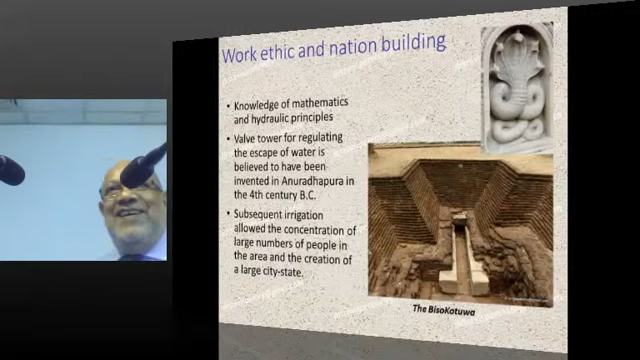 Work ethic and nation building
• Knowledge of mathematics
and hydraulic principles
• Valve tower for regulating
the escape of water is
believed to have been
invented in Anuradhapura in
the 4th century B.C.
• Subsequent irrigation
allowed the concentration of
large numbers of people in
the area and the creation of
a large city-state.
The BisoKotuwa